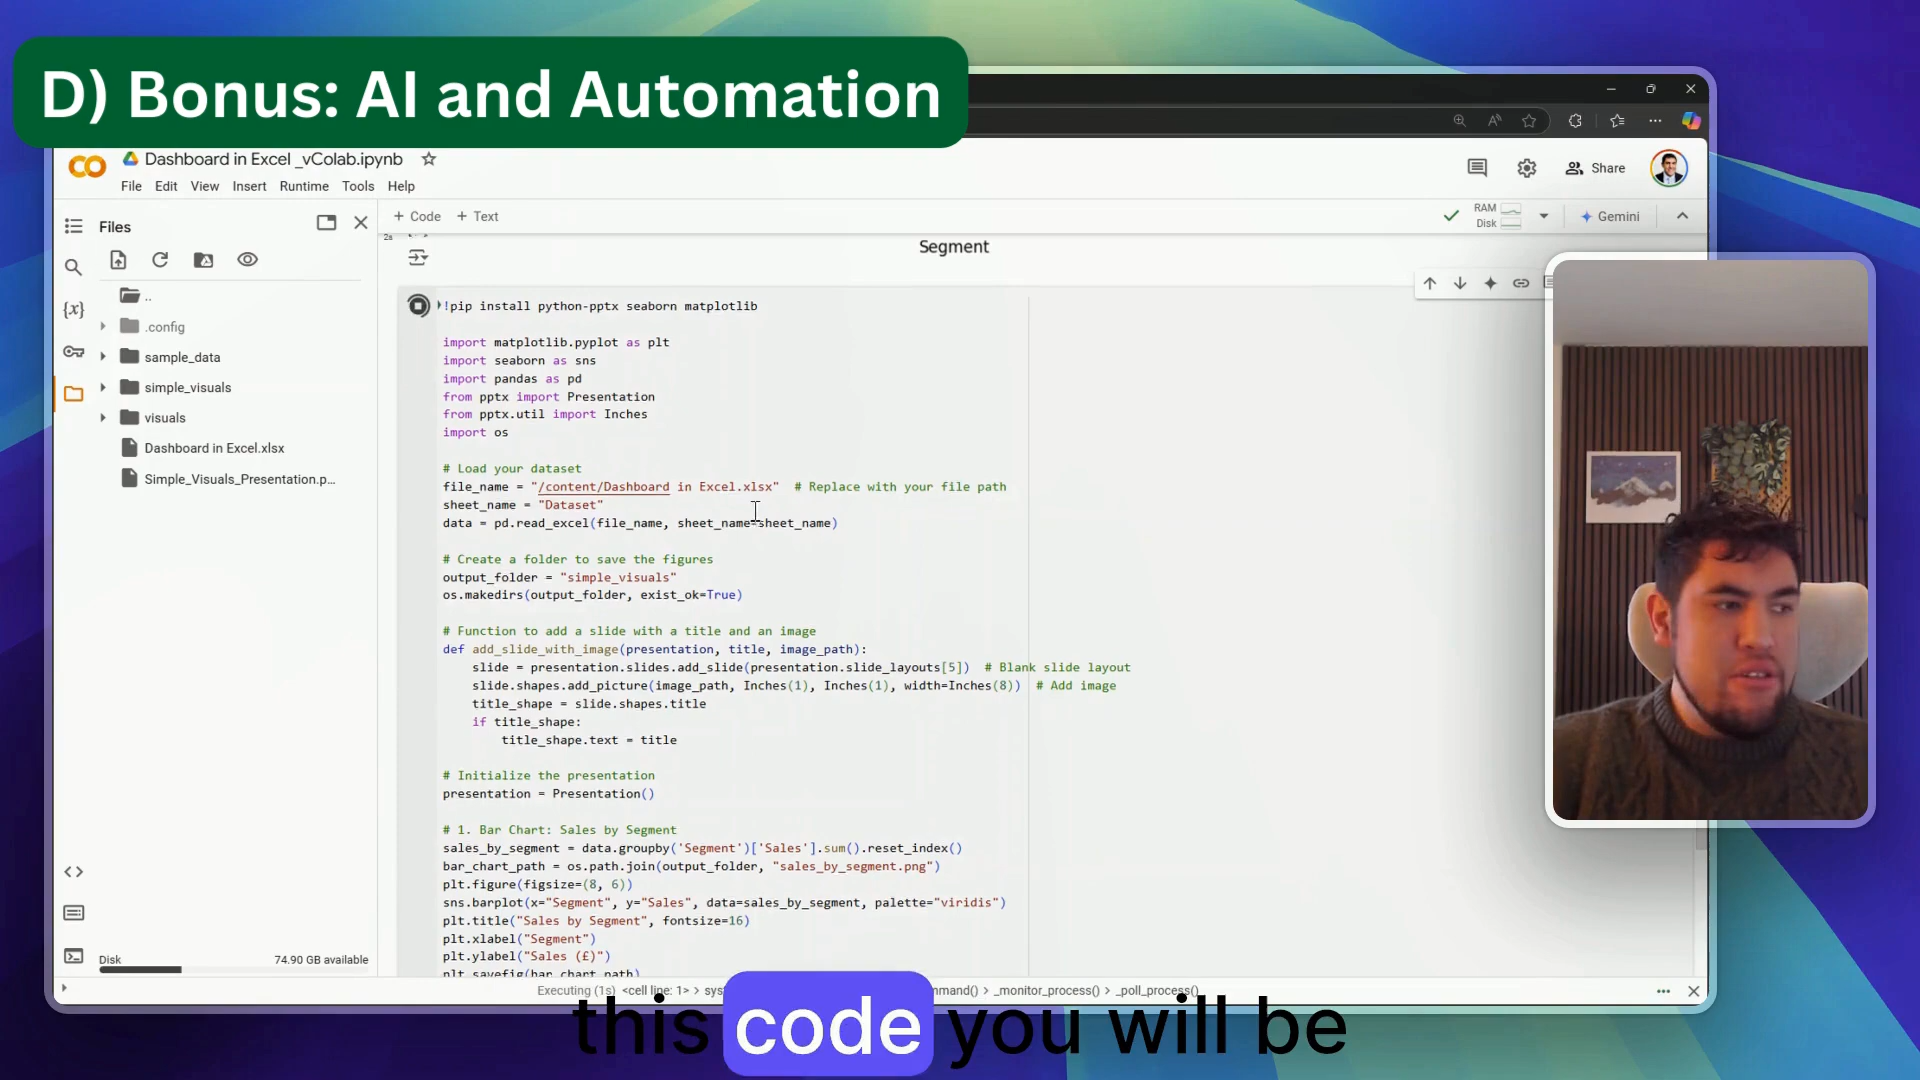 D) Bonus: AI and Automation
Dashboard in Excel _vColab.ipynb
File Edit View Insert Runtime Tools Help
Share
Files
+ Code + Text
RAM
Disk
Gemini
2s
Segment
..
.config
sample_data
simple_visuals
visuals
Dashboard in Excel.xlsx
Simple_Visuals_Presentation.p...
!pip install python-pptx seaborn matplotlib
import matplotlib.pyplot as plt
import seaborn as sns
import pandas as pd
from pptx import Presentation
from pptx.util import Inches
import os
# Load your dataset
file_name = "/content/Dashboard in Excel.xlsx"  # Replace with your file path
sheet_name = "Dataset"
data = pd.read_excel(file_name, sheet_name=sheet_name)
# Create a folder to save the figures
output_folder = "simple_visuals"
os.makedirs(output_folder, exist_ok=True)
# Function to add a slide with a title and an image
def add_slide_with_image(presentation, title, image_path):
    slide = presentation.slides.add_slide(presentation.slide_layouts[5])  # Blank slide layout
    slide.shapes.add_picture(image_path, Inches(1), Inches(1), width=Inches(8))  # Add image
    title_shape = slide.shapes.title
    if title_shape:
        title_shape.text = title
# Initialize the presentation
presentation = Presentation()
# 1. Bar Chart: Sales by Segment
sales_by_segment = data.groupby('Segment')['Sales'].sum().reset_index()
bar_chart_path = os.path.join(output_folder, "sales_by_segment.png")
plt.figure(figsize=(8, 6))
sns.barplot(x="Segment", y="Sales", data=sales_by_segment, palette="viridis")
plt.title("Sales by Segment", fontsize=16)
plt.xlabel("Segment")
plt.ylabel("Sales (£)")
plt.savefig(bar_chart_path)
Disk 74.90 GB available
Executing (1s) <cell line: 1> > sys mmand() > _monitor_process() > _poll_process()
this code you will be